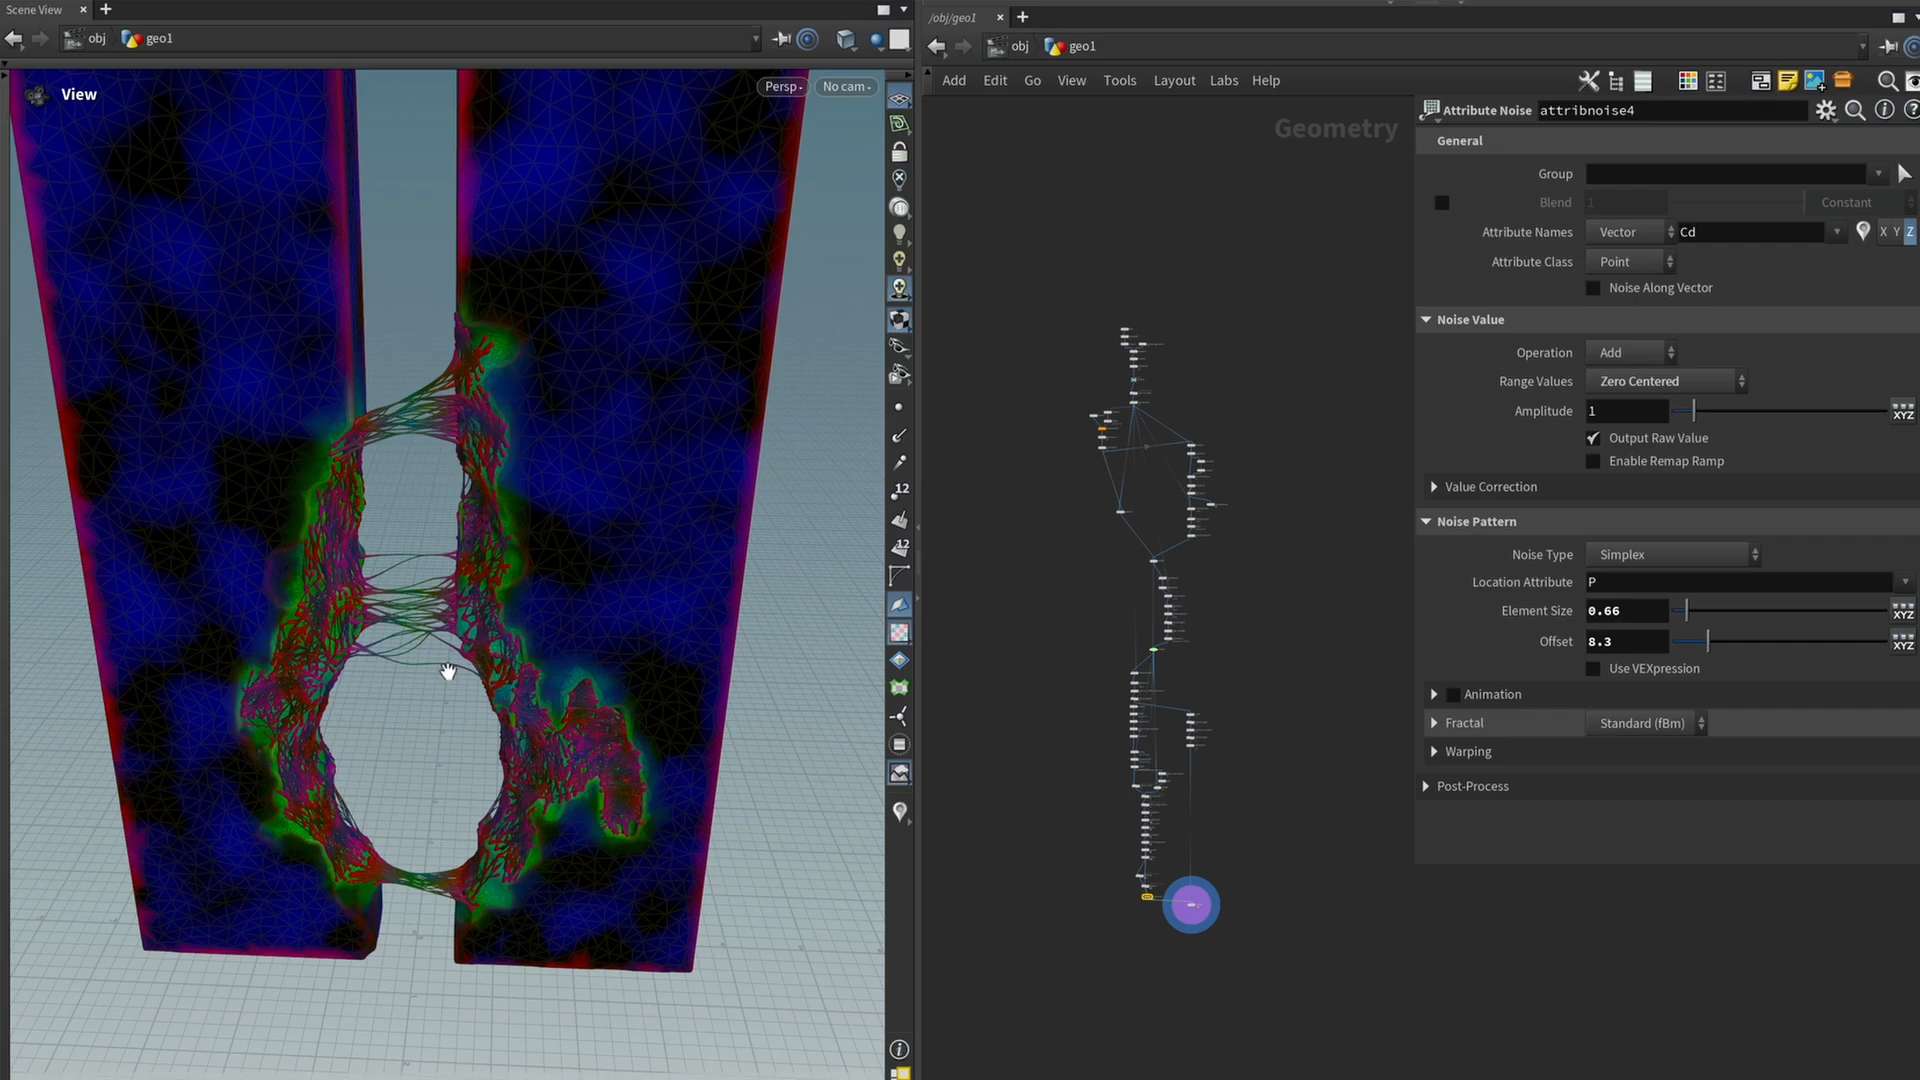 Scene View
obj
geo1
View
Persp
No cam
12
12
/obj/geo1
obj
geo1
Add
Edit
Go
View
Tools
Layout
Labs
Help
Geometry
Attribute Noise
attribnoise4
General
Group
Blend
1
Constant
Attribute Names
Vector
Cd
X
Y
Z
Attribute Class
Point
Noise Along Vector
Noise Value
Operation
Add
Range Values
Zero Centered
Amplitude
1
XYZ
Output Raw Value
Enable Remap Ramp
Value Correction
Noise Pattern
Noise Type
Simplex
Location Attribute
P
Element Size
0.66
XYZ
Offset
8.3
XYZ
Use VEXpression
Animation
Fractal
Standard (fBm)
Warping
Post-Process